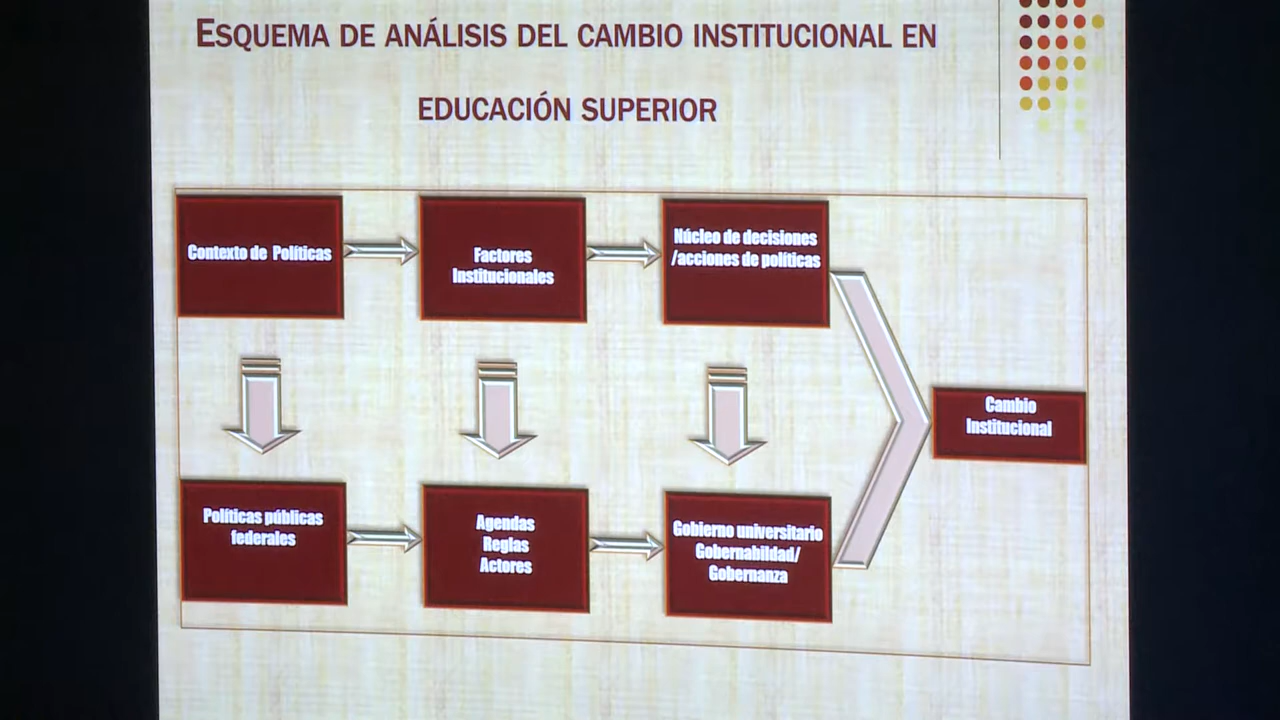 ESQUEMA DE ANÁLISIS DEL CAMBIO INSTITUCIONAL EN
EDUCACIÓN SUPERIOR
Contexto de Políticas
Factores
Institucionales
Núcleo de decisiones
/acciones de políticas
Cambio
Institucional
Políticas públicas
federales
Agendas
Reglas
Actores
Gobierno universitario
Gobernabildad/
Gobernanza